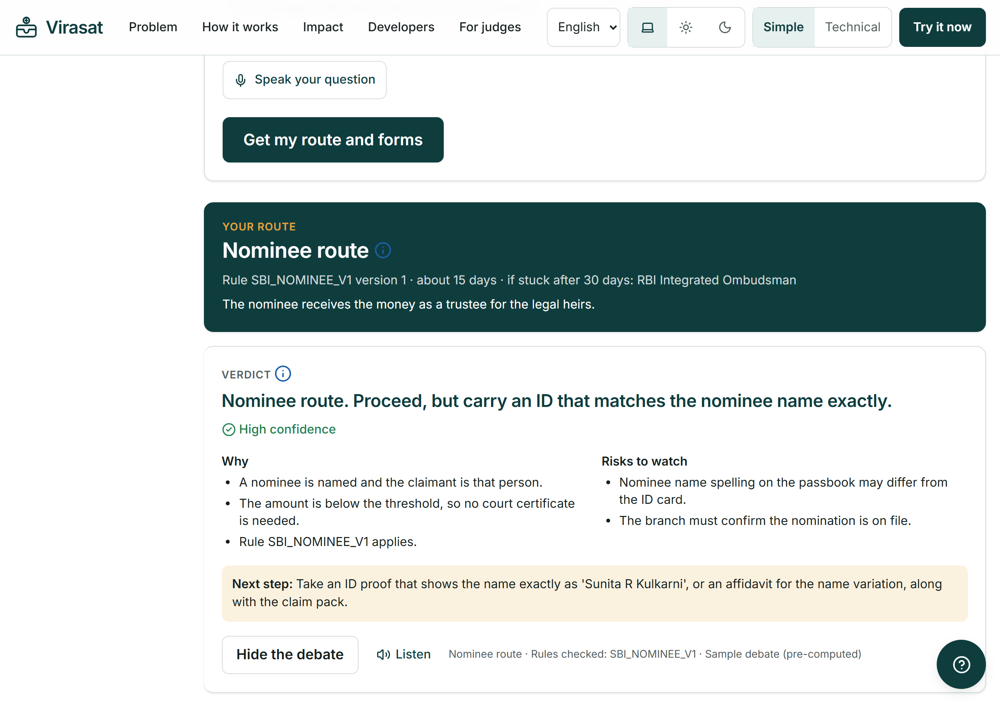 Virasat
Problem
How it works
Impact
Developers
For judges
English
Simple
Technical
Try it now
Speak your question
Get my route and forms
YOUR ROUTE
Nominee route
Rule SBI_NOMINEE_V1 version 1 · about 15 days · if stuck after 30 days: RBI Integrated Ombudsman
The nominee receives the money as a trustee for the legal heirs.
VERDICT
Nominee route. Proceed, but carry an ID that matches the nominee name exactly.
High confidence
Why
• A nominee is named and the claimant is that person.
• The amount is below the threshold, so no court certificate
is needed.
• Rule SBI_NOMINEE_V1 applies.
Risks to watch
• Nominee name spelling on the passbook may differ from
the ID card.
• The branch must confirm the nomination is on file.
Next step: Take an ID proof that shows the name exactly as 'Sunita R Kulkarni', or an affidavit for the name variation, along
with the claim pack.
Hide the debate
Listen
Nominee route · Rules checked: SBI_NOMINEE_V1 · Sample debate (pre-computed)